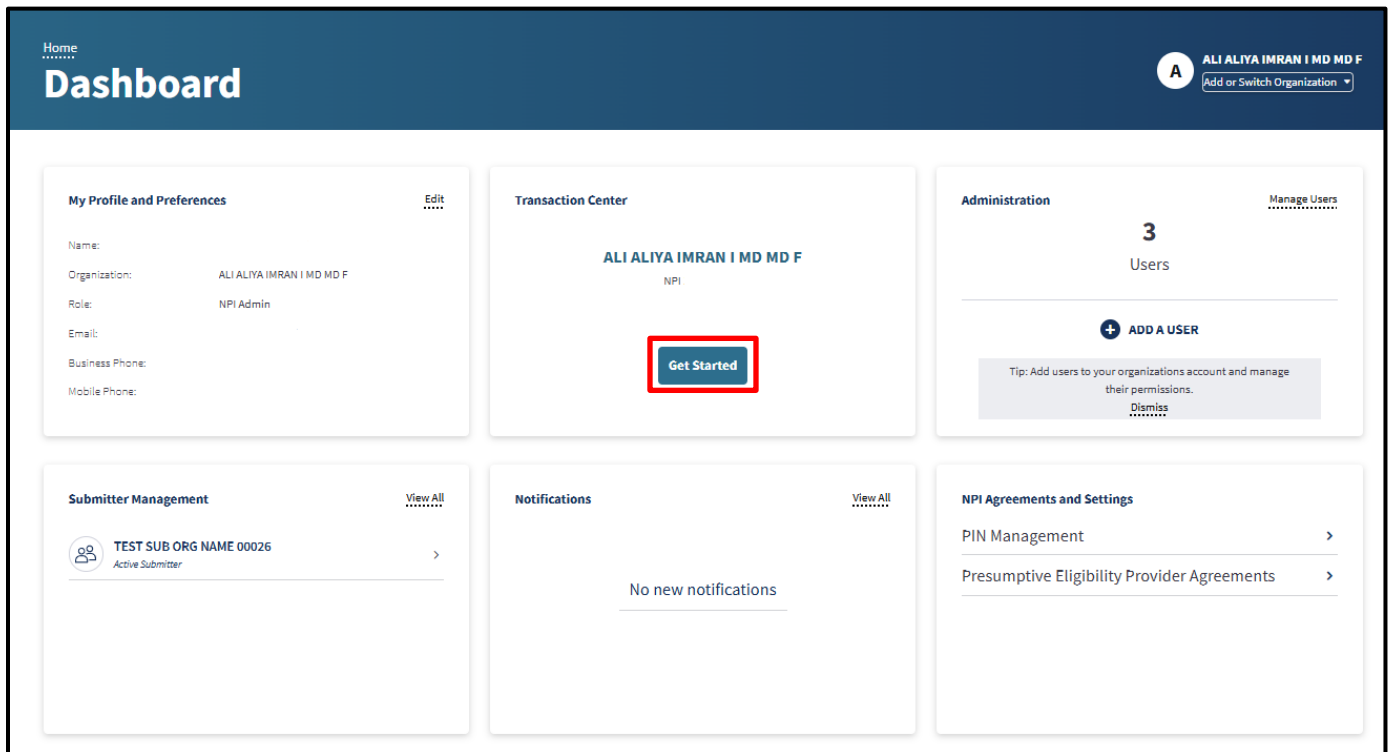 Home
Dashboard
A
ALI ALIYA IMRAN I MD MD F
Add or Switch Organization
My Profile and Preferences
Edit
Name:
Organization: ALI ALIYA IMRAN I MD MD F
Role: NPI Admin
Email:
Business Phone:
Mobile Phone:
Transaction Center
ALI ALIYA IMRAN I MD MD F
NPI
Get Started
Administration
Manage Users
3
Users
ADD A USER
Tip: Add users to your organizations account and manage
their permissions.
Dismiss
Submitter Management
View All
TEST SUB ORG NAME 00026
Active Submitter
Notifications
View All
No new notifications
NPI Agreements and Settings
PIN Management
Presumptive Eligibility Provider Agreements